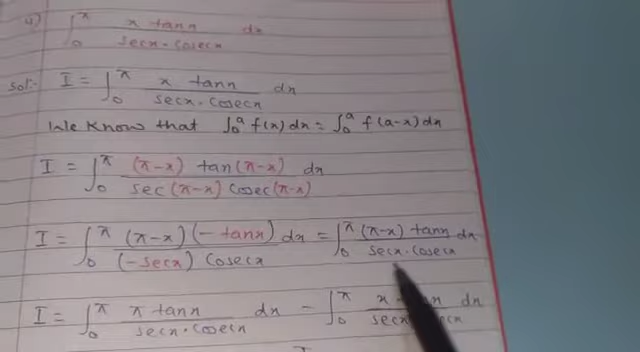 4) ∫₀^π x tanx / secx·cosecx dx
Sol:- I = ∫₀^π x tanx / secx·cosecx dx
We know that ∫₀^a f(x) dx = ∫₀^a f(a-x) dx
I = ∫₀^π (π-x) tan(π-x) / sec(π-x) cosec(π-x) dx
I = ∫₀^π (π-x)(-tanx) / (-secx) cosecx dx = ∫₀^π (π-x) tanx / secx·cosecx dx
I = ∫₀^π π tanx / secx·cosecx dx - ∫₀^π x / dx